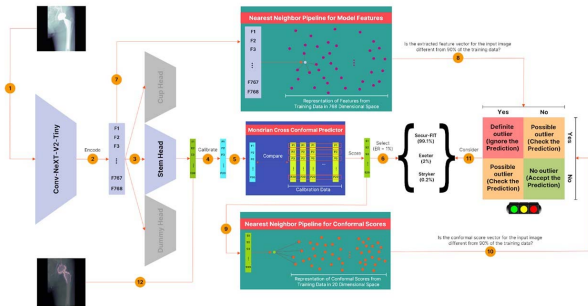 Nearest Neighbor Pipeline for Model Features
F1
F2
F3
F767
F768
Representation of Features from
Training Data in 768 Dimensional Space
Is the extracted feature vector for the input image
different from 90% of the training data?
1
7
8
Cup Head
Conv-NeXT-V2-Tiny
Encode
2
F1
F2
F3
F767
F768
3
Stem Head
Calibrate
4
5
Mondrian Cross Conformal Predictor
Compare
Calibration Data
Score
Select
(ER = 1%)
6
(99.1%)
Exeter
(2%)
Stryker
(0.2%)
Consider
11
Yes
No
Yes
No
Definite
outlier
(Ignore the
Prediction)
Possible
outlier
(Check the
Prediction)
Possible
outlier
(Check the
Prediction)
No outlier
(Accept the
Prediction)
Dummy Head
9
Nearest Neighbor Pipeline for Conformal Scores
Representation of Conformal Scores from
Training Data in 20 Dimensional Space
12
10
Is the conformal score vector for the input image
different from 90% of the training data?